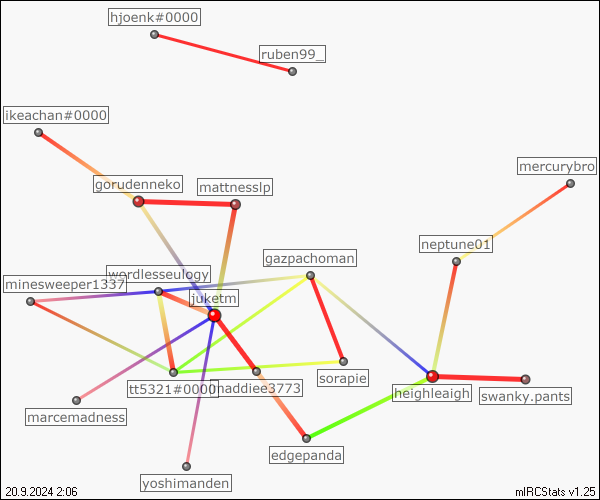 hjoenk#0000
ruben99_
ikeachan#0000
mercurybro
gorudenneko
mattnesslp
neptune01
gazpachoman
wordlesseulogy
minesweeper1337
juketm
sorapie
tt5321#0000
naddiee3773
heighleaigh
swanky.pants
marcemadness
edgepanda
yoshimanden
20.9.2024 2:06
mIRCStats v1.25